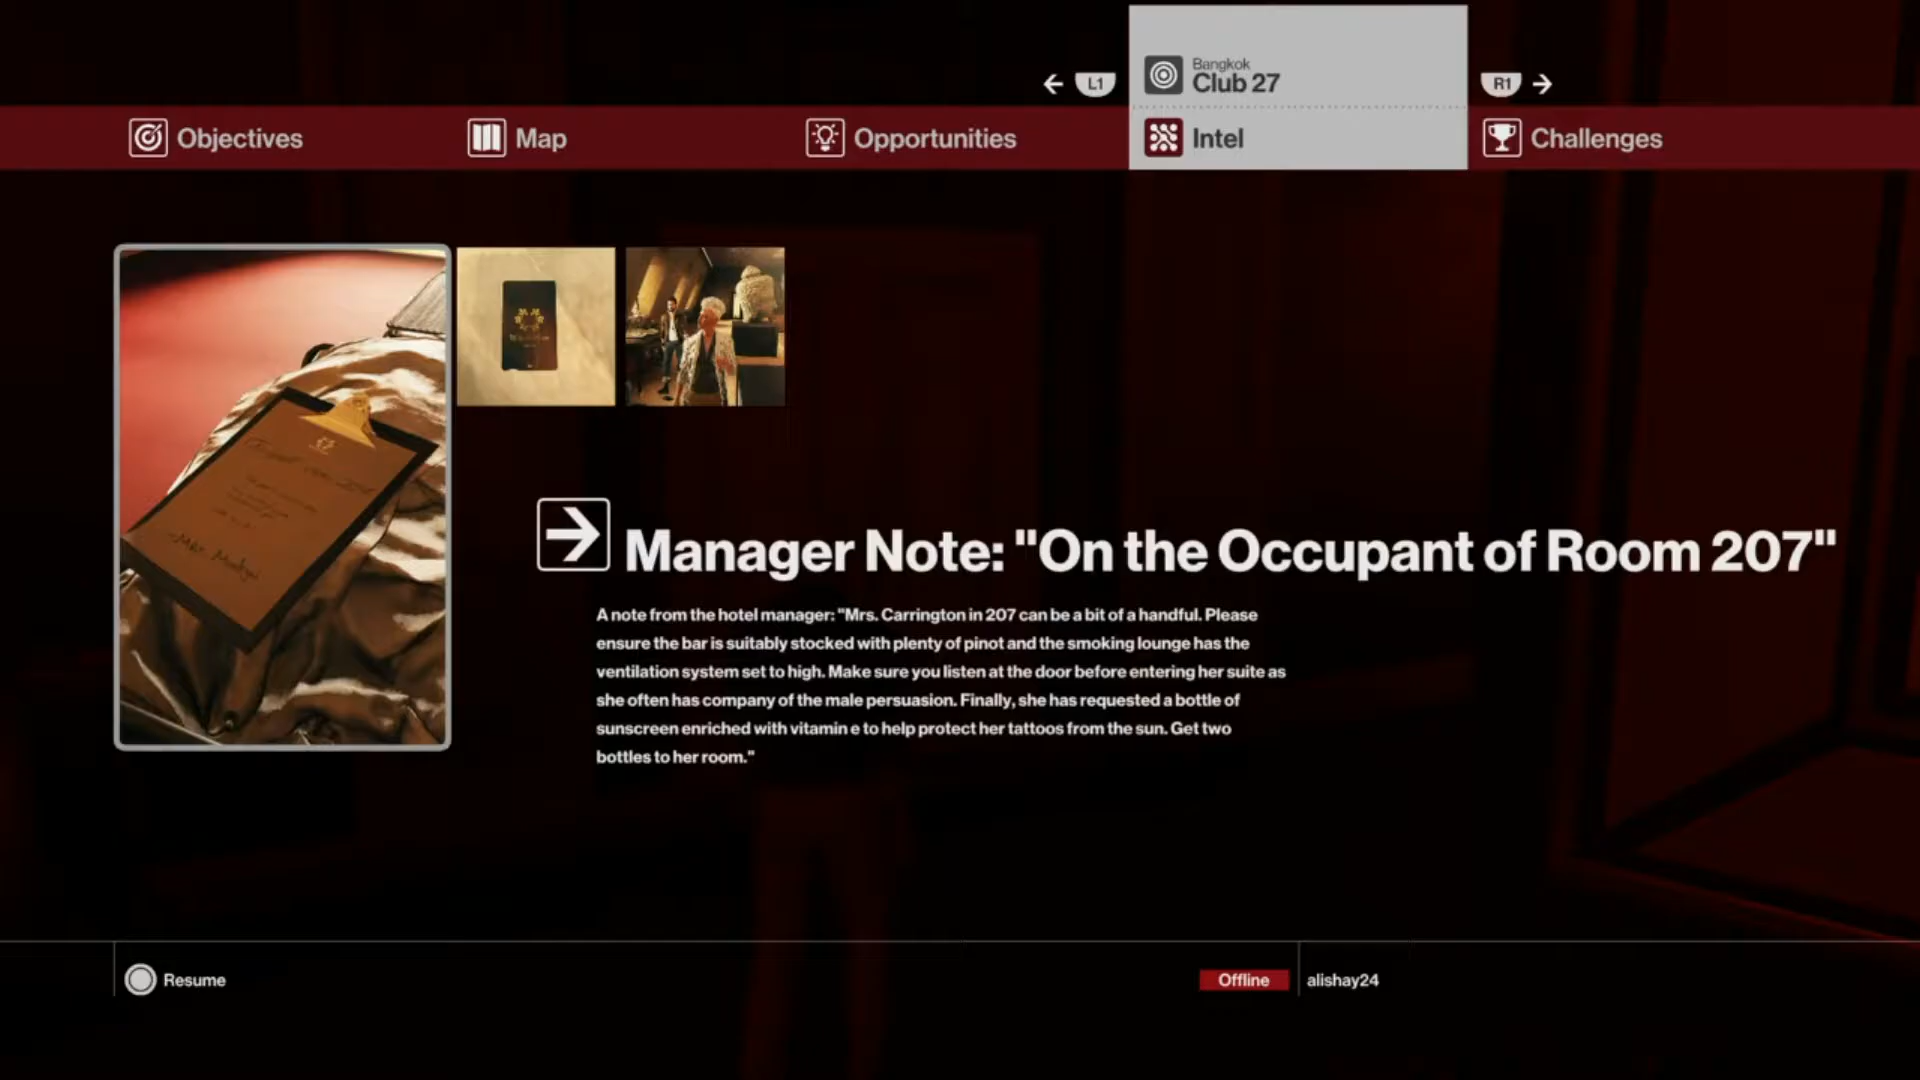 L1
Bangkok
Club 27
R1
Objectives
Map
Opportunities
Intel
Challenges
Manager Note: "On the Occupant of Room 207"
A note from the hotel manager: "Mrs. Carrington in 207 can be a bit of a handful. Please
ensure the bar is suitably stocked with plenty of pinot and the smoking lounge has the
ventilation system set to high. Make sure you listen at the door before entering her suite as
she often has company of the male persuasion. Finally, she has requested a bottle of
sunscreen enriched with vitamin e to help protect her tattoos from the sun. Get two
bottles to her room."
Resume
Offline
alishay24